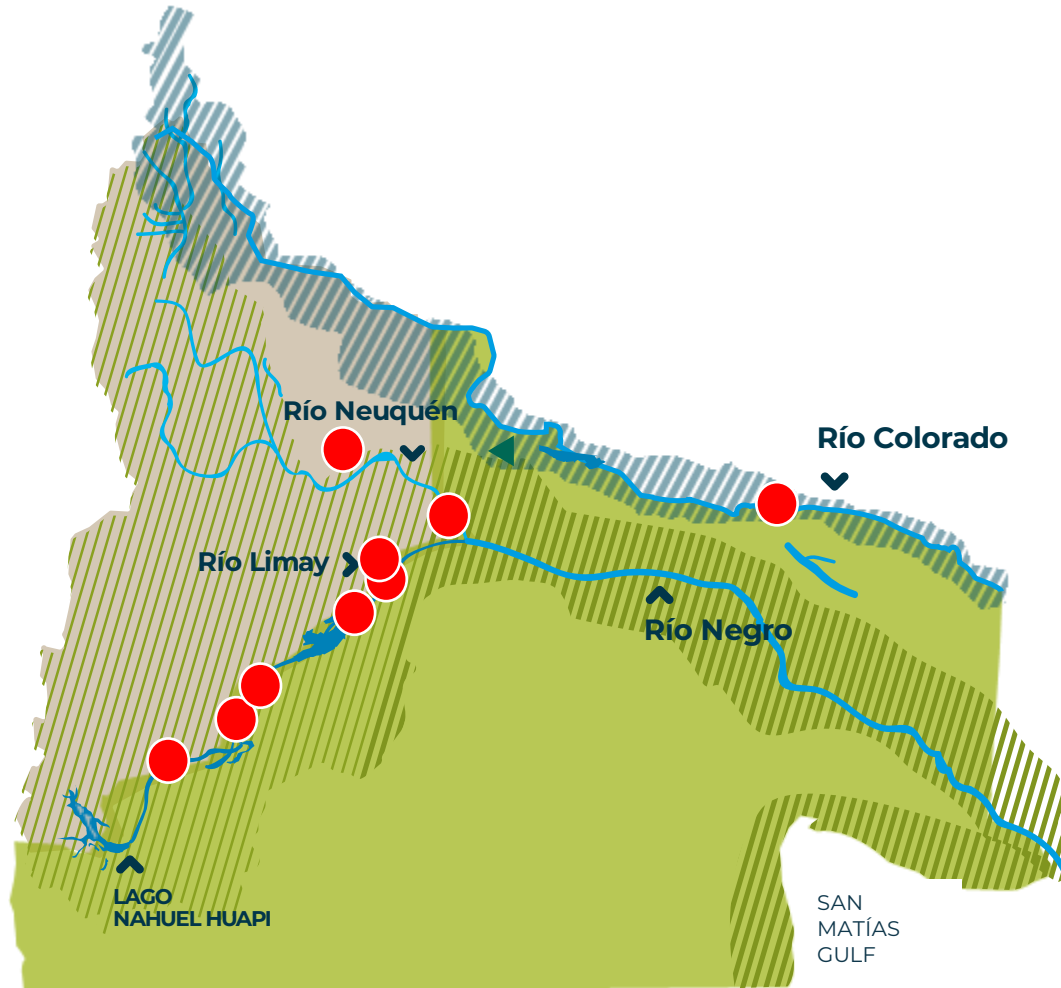 Río Neuquén
Río Colorado
Río Limay
Río Negro
LAGO
NAHUEL HUAPI
SAN
MATÍAS
GULF